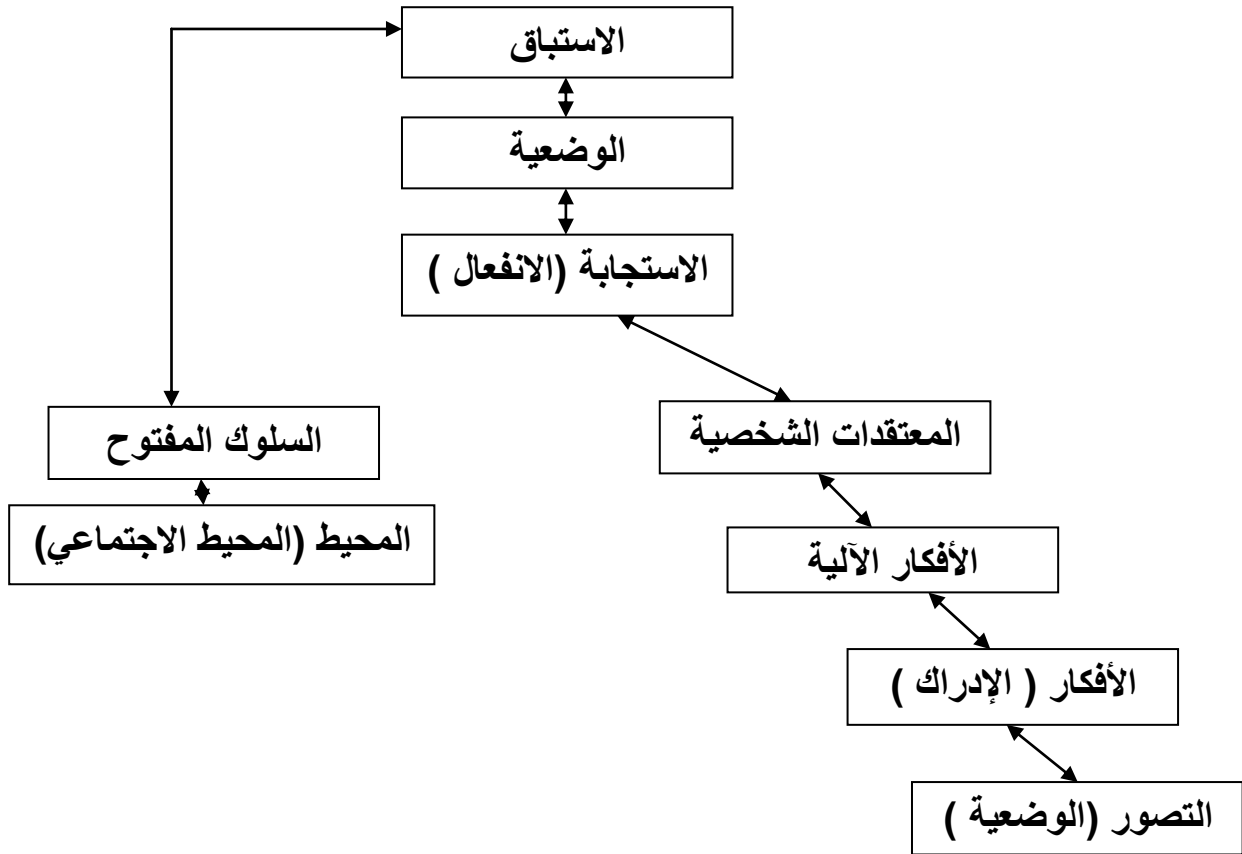 الاستباق
الوضعية
الاستجابة (الانفعال )
المعتقدات الشخصية
السلوك المفتوح
المحيط (المحيط الاجتماعي)
الأفكار الآلية
الأفكار ( الإدراك )
التصور (الوضعية )